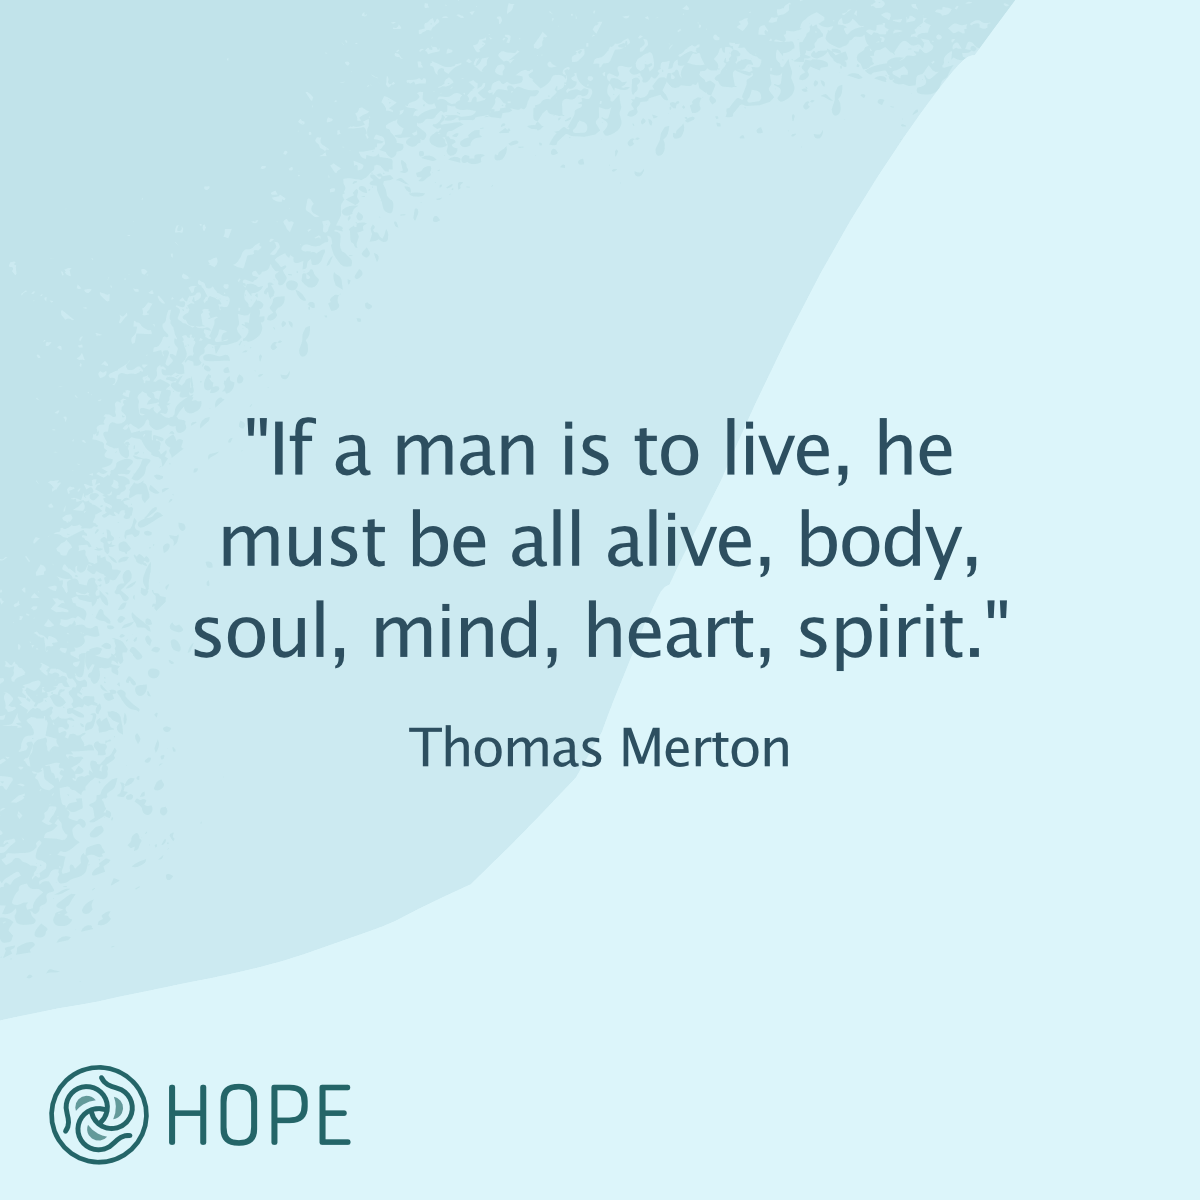 "If a man is to live, he
must be all alive, body,
soul, mind, heart, spirit."
Thomas Merton
HOPE